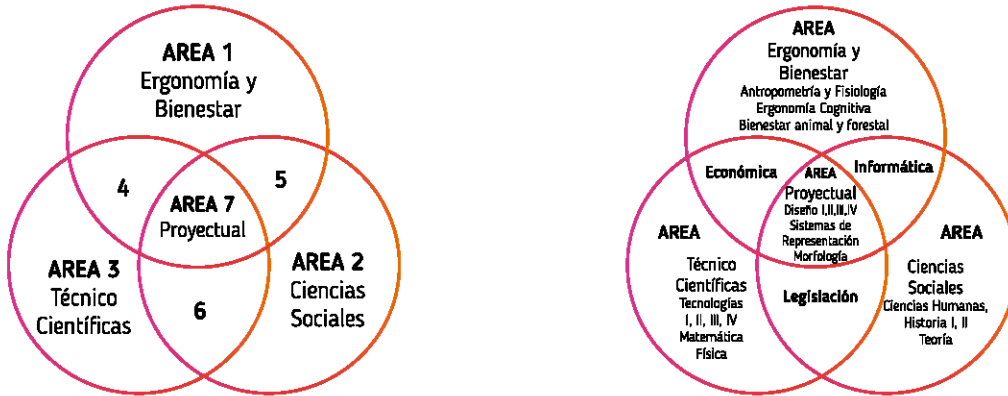 AREA 1
Ergonomía y
Bienestar
4
5
AREA 7
Proyectual
AREA 3
Técnico
Científicas
6
AREA 2
Ciencias
Sociales
AREA
Ergonomía y
Bienestar
Antropometría y Fisiología
Ergonomía Cognitiva
Bienestar animal y forestal
Económica
Informática
AREA
Proyectual
Diseño I,II,III,IV
Sistemas de
Representación
Morfología
AREA
Técnico
Científicas
Tecnologías
I, II, III, IV
Matemática
Física
Legislación
AREA
Ciencias
Sociales
Ciencias Humanas,
Historia I, II
Teoría